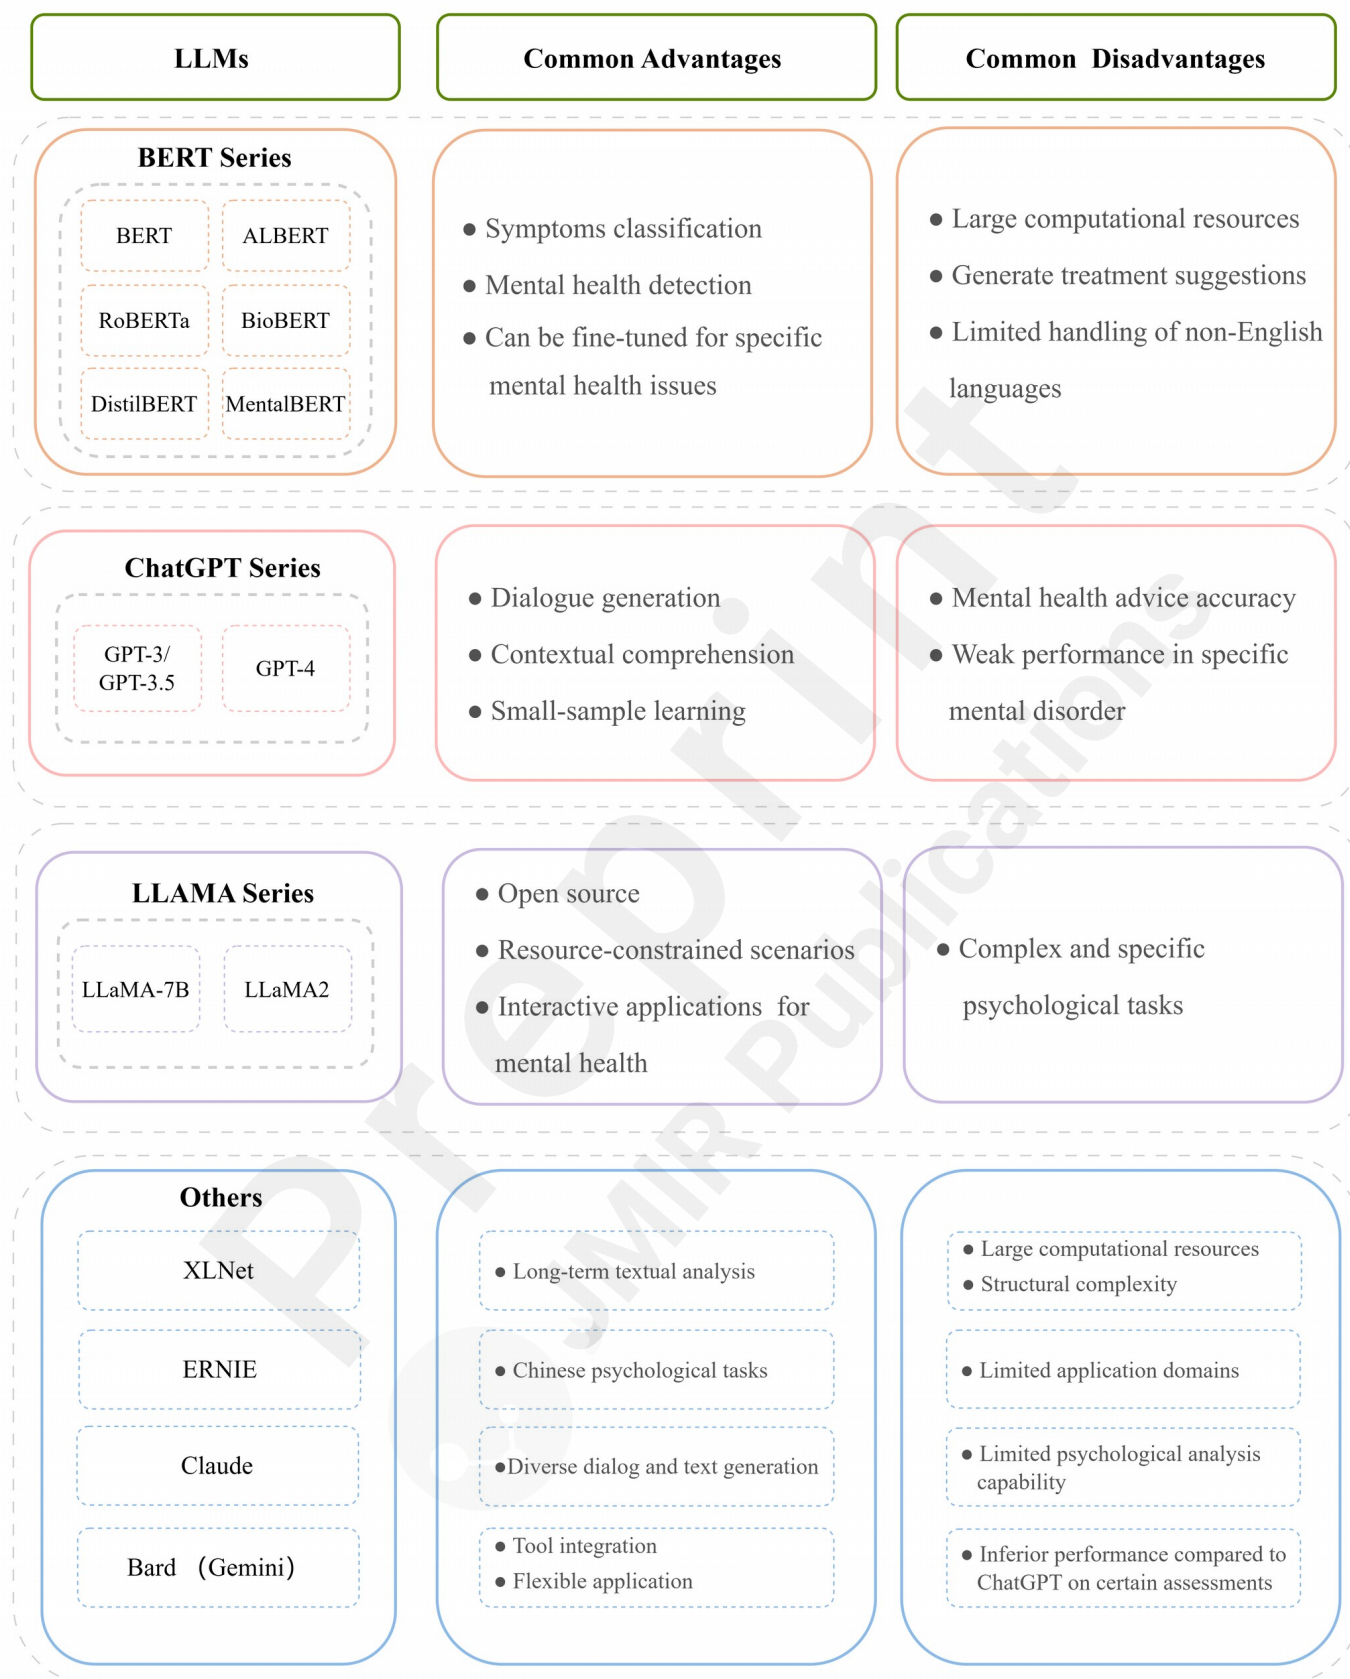 LLMs
Common Advantages
Common Disadvantages
BERT Series
BERT
ALBERT
RoBERTa
BioBERT
DistilBERT
MentalBERT
● Symptoms classification
● Mental health detection
● Can be fine-tuned for specific
mental health issues
● Large computational resources
● Generate treatment suggestions
● Limited handling of non-English
languages
ChatGPT Series
GPT-3/
GPT-3.5
GPT-4
● Dialogue generation
● Contextual comprehension
● Small-sample learning
● Mental health advice accuracy
● Weak performance in specific
mental disorder
LLAMA Series
LLaMA-7B
LLaMA2
● Open source
● Resource-constrained scenarios
● Interactive applications for
mental health
● Complex and specific
psychological tasks
Others
XLNet
● Long-term textual analysis
● Large computational resources
● Structural complexity
ERNIE
● Chinese psychological tasks
● Limited application domains
Claude
●Diverse dialog and text generation
● Limited psychological analysis
capability
Bard （Gemini）
● Tool integration
● Flexible application
● Inferior performance compared to
ChatGPT on certain assessments
Preprint
JMIR Publications